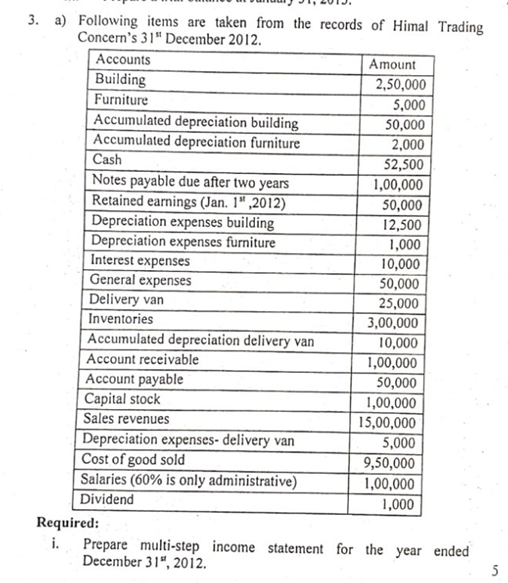 3. a) Following items are taken from the records of Himal Trading
Concern's 31st December 2012.
Accounts Amount
Building 2,50,000
Furniture 5,000
Accumulated depreciation building 50,000
Accumulated depreciation furniture 2,000
Cash 52,500
Notes payable due after two years 1,00,000
Retained earnings (Jan. 1st ,2012) 50,000
Depreciation expenses building 12,500
Depreciation expenses furniture 1,000
Interest expenses 10,000
General expenses 50,000
Delivery van 25,000
Inventories 3,00,000
Accumulated depreciation delivery van 10,000
Account receivable 1,00,000
Account payable 50,000
Capital stock 1,00,000
Sales revenues 15,00,000
Depreciation expenses- delivery van 5,000
Cost of good sold 9,50,000
Salaries (60% is only administrative) 1,00,000
Dividend 1,000
Required:
i. Prepare multi-step income statement for the year ended
December 31st, 2012. 5